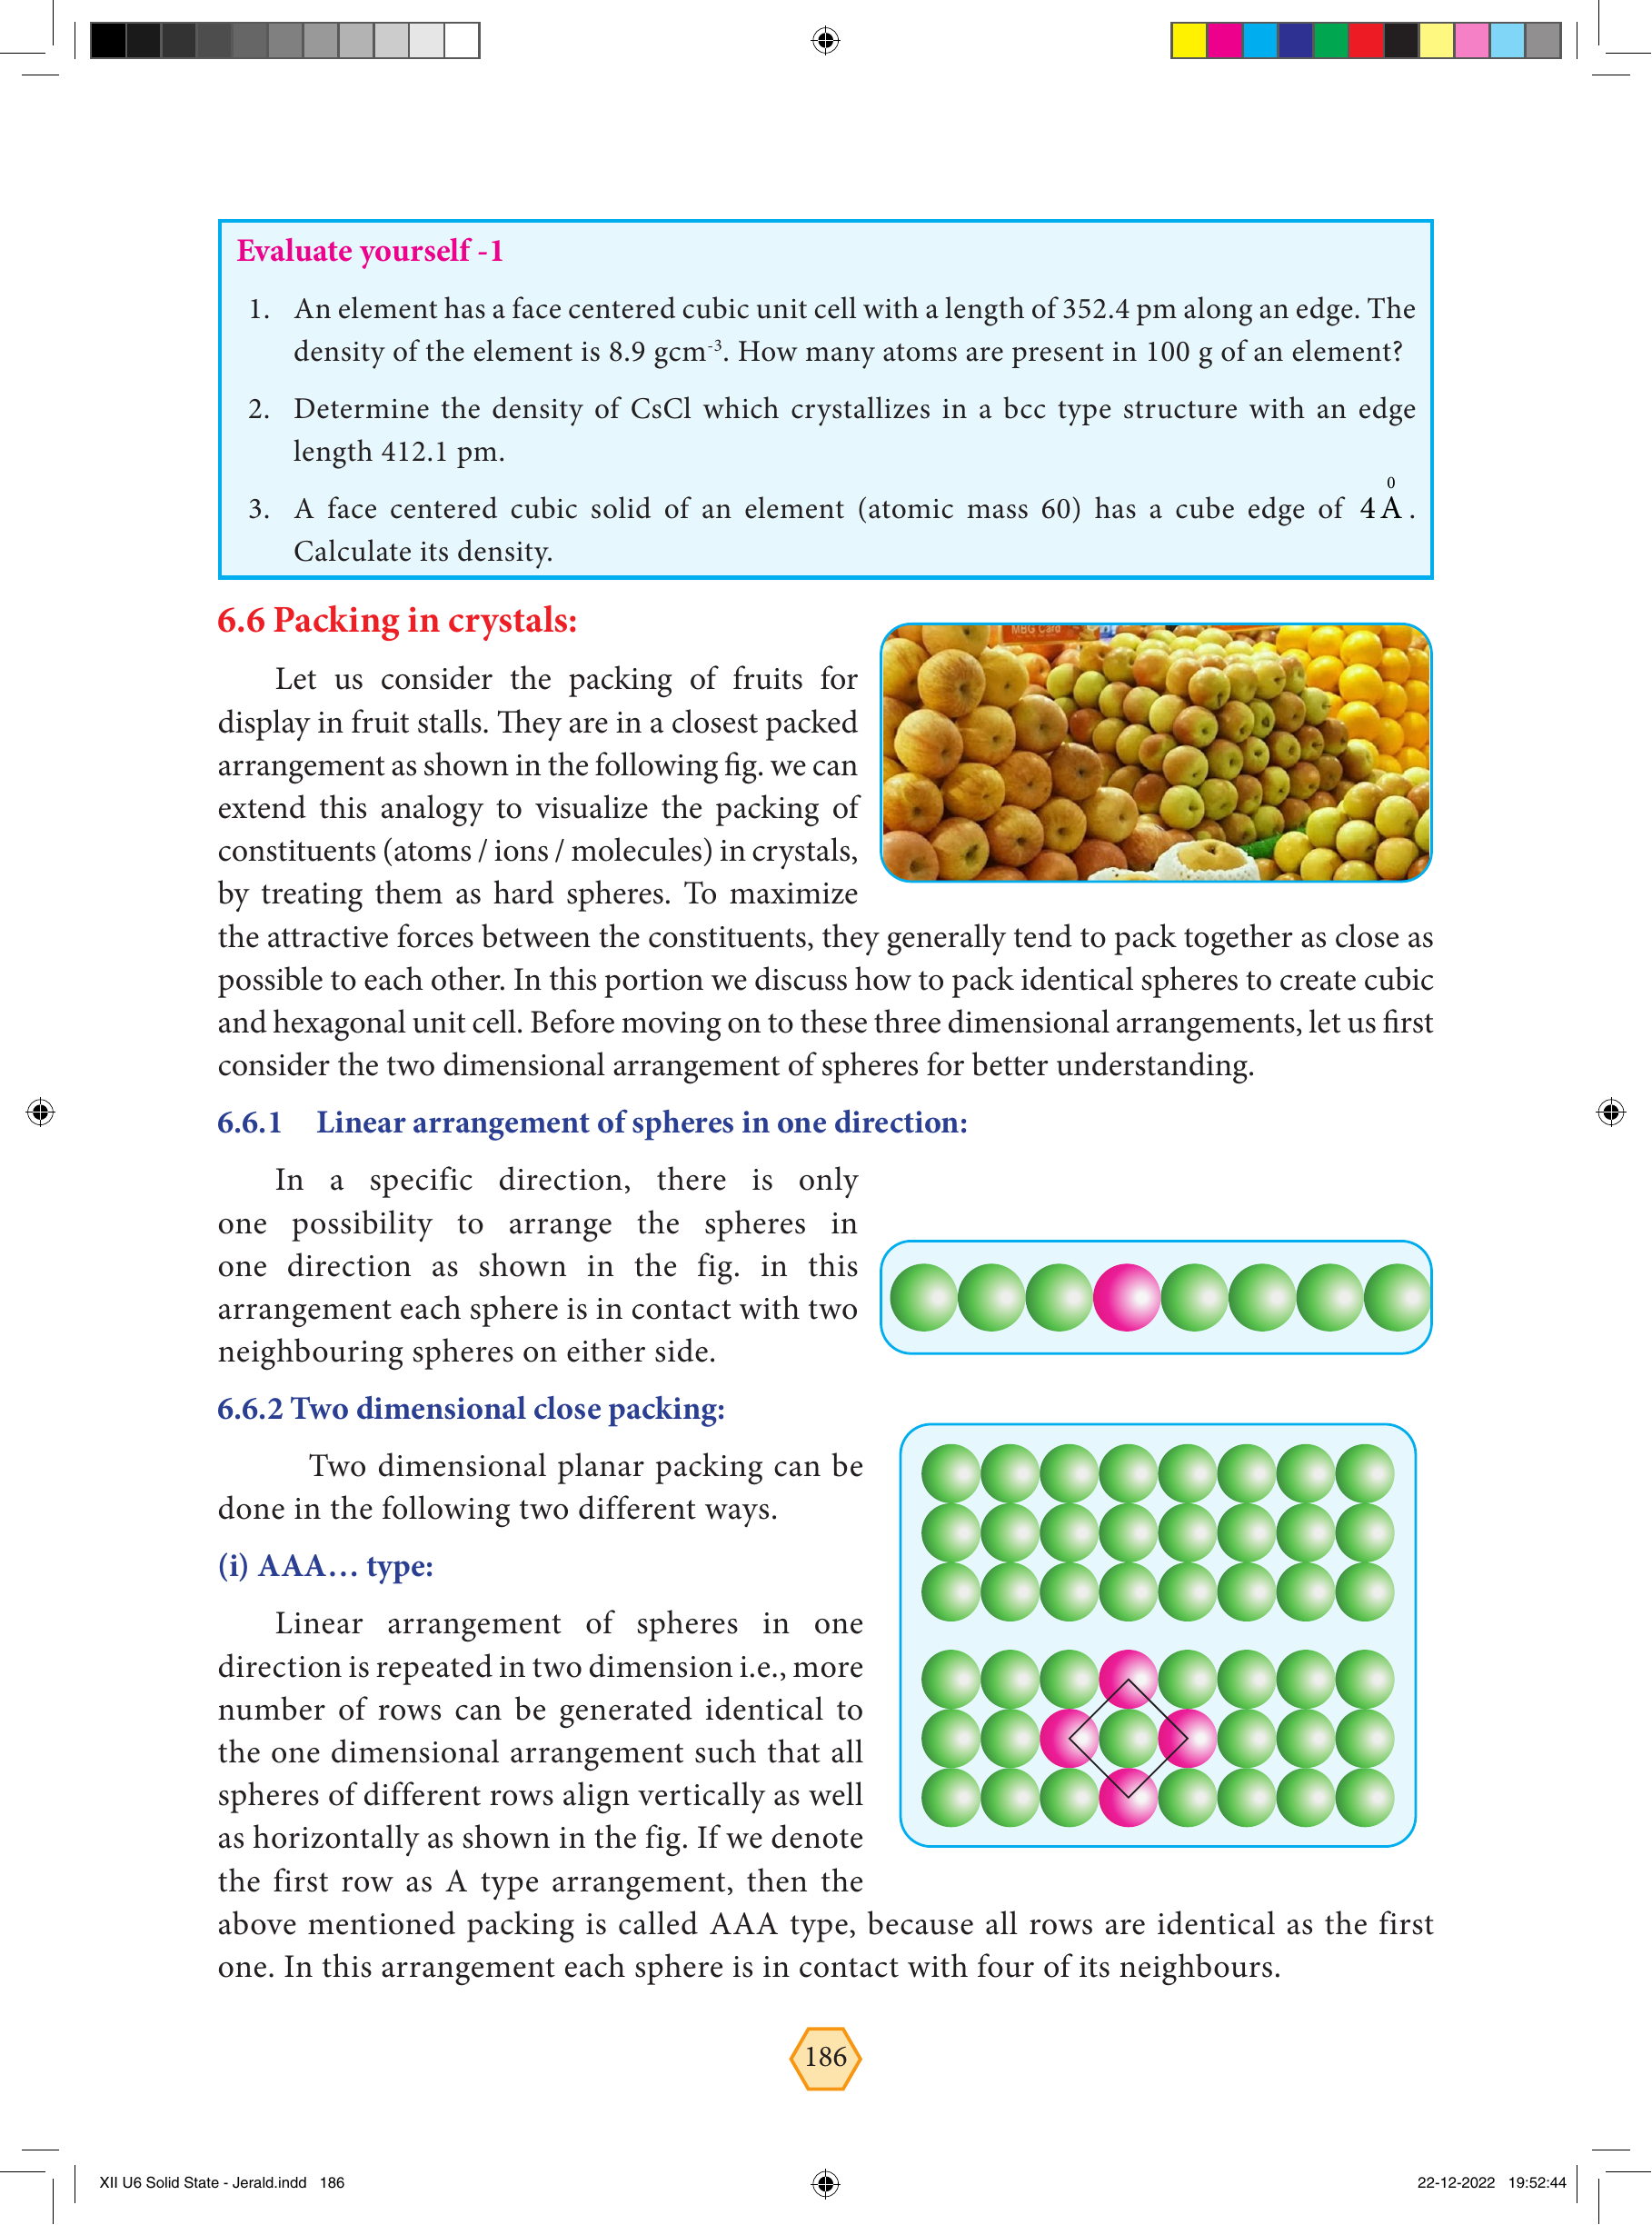 Evaluate yourself -1
1. An element has a face centered cubic unit cell with a length of 352.4 pm along an edge. The
density of the element is 8.9 gcm⁻³. How many atoms are present in 100 g of an element?
2. Determine the density of CsCl which crystallizes in a bcc type structure with an edge
length 412.1 pm.
3. A face centered cubic solid of an element (atomic mass 60) has a cube edge of 4 A⁰.
Calculate its density.
6.6 Packing in crystals:
MBG Card
Let us consider the packing of fruits for
display in fruit stalls. They are in a closest packed
arrangement as shown in the following fig. we can
extend this analogy to visualize the packing of
constituents (atoms / ions / molecules) in crystals,
by treating them as hard spheres. To maximize
the attractive forces between the constituents, they generally tend to pack together as close as
possible to each other. In this portion we discuss how to pack identical spheres to create cubic
and hexagonal unit cell. Before moving on to these three dimensional arrangements, let us first
consider the two dimensional arrangement of spheres for better understanding.
6.6.1 Linear arrangement of spheres in one direction:
In a specific direction, there is only
one possibility to arrange the spheres in
one direction as shown in the fig. in this
arrangement each sphere is in contact with two
neighbouring spheres on either side.
6.6.2 Two dimensional close packing:
Two dimensional planar packing can be
done in the following two different ways.
(i) AAA… type:
Linear arrangement of spheres in one
direction is repeated in two dimension i.e., more
number of rows can be generated identical to
the one dimensional arrangement such that all
spheres of different rows align vertically as well
as horizontally as shown in the fig. If we denote
the first row as A type arrangement, then the
above mentioned packing is called AAA type, because all rows are identical as the first
one. In this arrangement each sphere is in contact with four of its neighbours.
186
XII U6 Solid State - Jerald.indd 186
22-12-2022 19:52:44